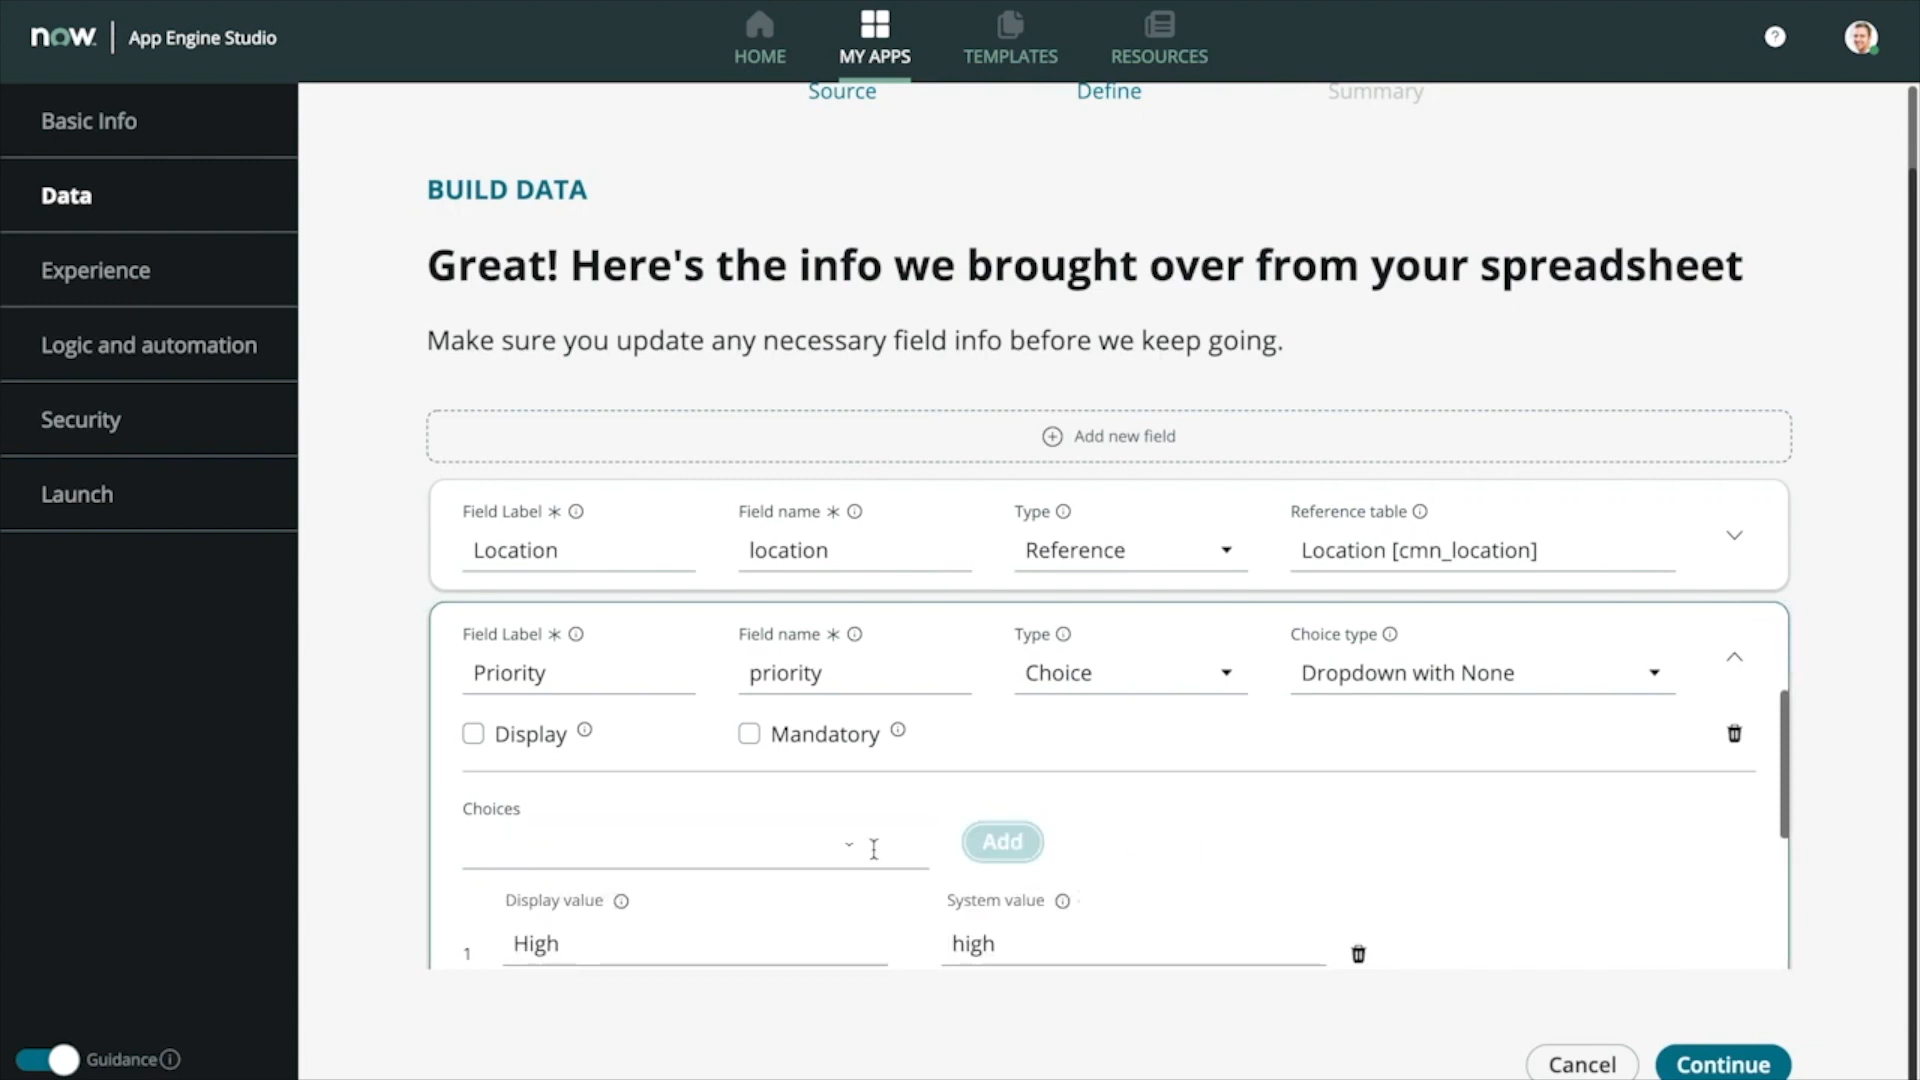 now. App Engine Studio
HOME
MY APPS
TEMPLATES
RESOURCES
Basic Info
Data
Experience
Logic and automation
Security
Launch
Guidance
Source
Define
Summary
BUILD DATA
Great! Here's the info we brought over from your spreadsheet
Make sure you update any necessary field info before we keep going.
Add new field
Field Label * Field name * Type Reference table
Location location Reference Location [cmn_location]
Field Label * Field name * Type Choice type
Priority priority Choice Dropdown with None
Display Mandatory
Choices
Add
Display value System value
1 High high
Cancel Continue